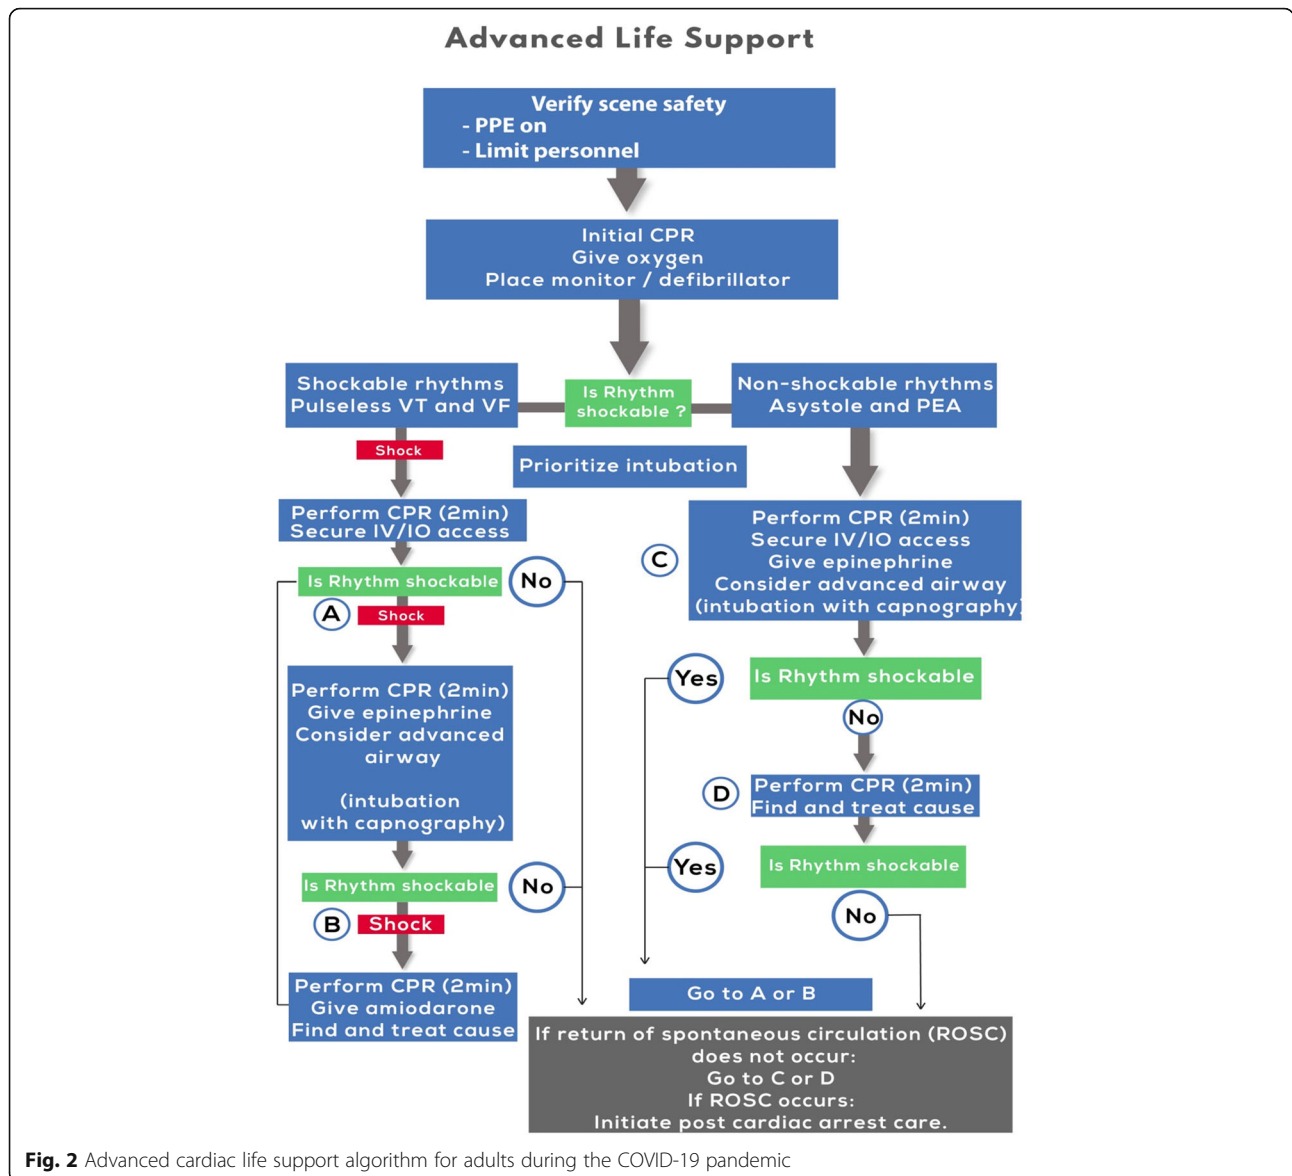 Advanced Life Support
Verify scene safety
- PPE on
- Limit personnel
Initial CPR
Give oxygen
Place monitor / defibrillator
Shockable rhythms
Pulseless VT and VF
Is Rhythm
shockable ?
Non-shockable rhythms
Asystole and PEA
Shock
Prioritize intubation
Perform CPR (2min)
Secure IV/IO access
Is Rhythm shockable
No
A
Shock
Perform CPR (2min)
Give epinephrine
Consider advanced
airway
(intubation
with capnography)
Is Rhythm shockable
No
B
Shock
Perform CPR (2min)
Give amiodarone
Find and treat cause
C
Perform CPR (2min)
Secure IV/IO access
Give epinephrine
Consider advanced airway
(intubation with capnography)
Yes
Is Rhythm shockable
No
D
Perform CPR (2min)
Find and treat cause
Yes
Is Rhythm shockable
No
Go to A or B
If return of spontaneous circulation (ROSC)
does not occur:
Go to C or D
If ROSC occurs:
Initiate post cardiac arrest care.
Fig. 2 Advanced cardiac life support algorithm for adults during the COVID-19 pandemic